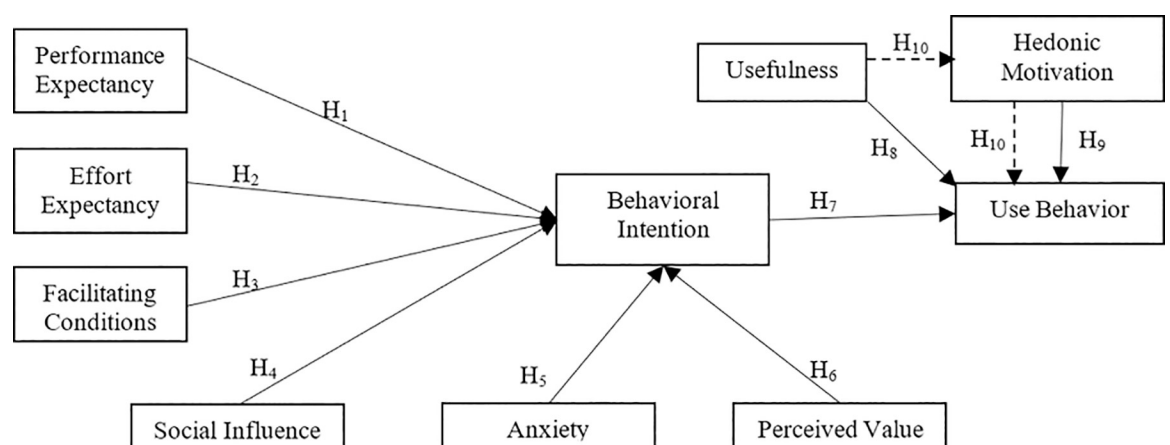 Performance
Expectancy
H1
Effort
Expectancy
H2
Facilitating
Conditions
H3
Social Influence
H4
Anxiety
H5
Perceived Value
H6
Behavioral
Intention
H7
Usefulness
H8
H10
Hedonic
Motivation
H10
H9
Use Behavior